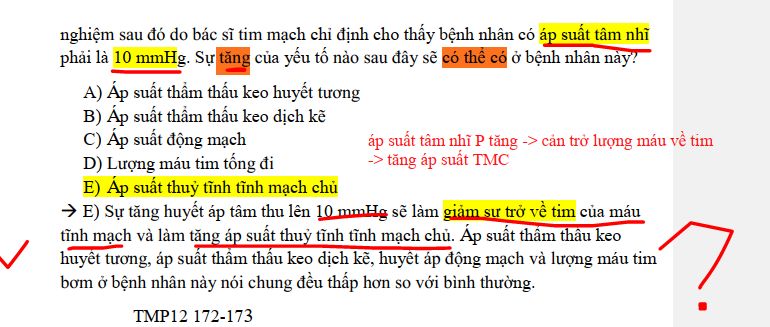 nghiệm sau đó do bác sĩ tim mạch chỉ định cho thấy bệnh nhân có áp suất tâm nhĩ
phải là 10 mmHg. Sự tăng của yếu tố nào sau đây sẽ có thể có ở bệnh nhân này?
A) Áp suất thẩm thấu keo huyết tương
B) Áp suất thẩm thấu keo dịch kẽ
C) Áp suất động mạch
D) Lượng máu tim tống đi
E) Áp suất thuỷ tĩnh tĩnh mạch chủ
áp suất tâm nhĩ P tăng -> cản trở lượng máu về tim
-> tăng áp suất TMC
→ E) Sự tăng huyết áp tâm thu lên 10 mmHg sẽ làm giảm sự trở về tim của máu
tĩnh mạch và làm tăng áp suất thuỷ tĩnh tĩnh mạch chủ. Áp suất thẩm thấu keo
huyết tương, áp suất thẩm thấu keo dịch kẽ, huyết áp động mạch và lượng máu tim
bơm ở bệnh nhân này nói chung đều thấp hơn so với bình thường.
TMP12 172-173
?